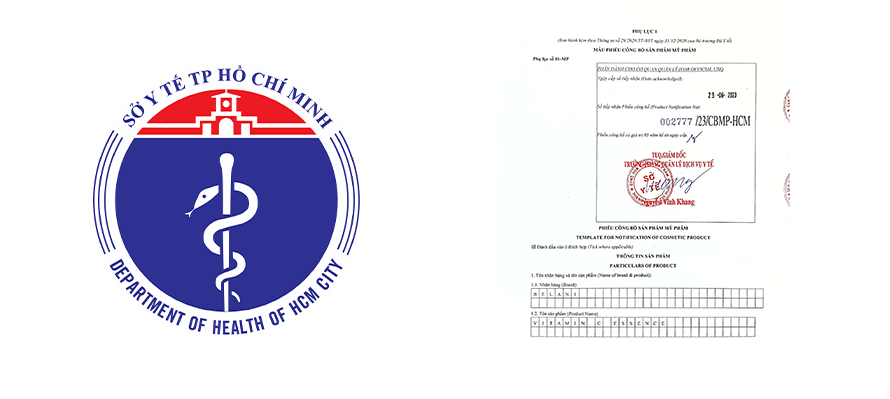 SỞ Y TẾ TP HỒ CHÍ MINH
DEPARTMENT OF HEALTH OF HCM CITY
PHỤ LỤC I
(Ban hành kèm theo Thông tư số 29/2020/TT-BYT ngày 31/12/2020 của Bộ trưởng Bộ Y tế)
MẪU PHIẾU CÔNG BỐ SẢN PHẨM MỸ PHẨM
Phụ lục số 01-MP
PHẦN DÀNH CHO CƠ QUAN QUẢN LÝ (FOR OFFICIAL USE)
Ngày cấp số tiếp nhận (Date acknowledged):
29 -06- 2023
Số tiếp nhận Phiếu công bố (Product Notification No):
002777 /23/CBMP-HCM
Phiếu công bố có giá trị 05 năm kể từ ngày cấp.
TUQ.GIÁM ĐỐC
QUẢN LÝ DỊCH VỤ Y TẾ
SỞ
Y TẾ
Vĩnh Khang
PHIẾU CÔNG BỐ SẢN PHẨM MỸ PHẨM
TEMPLATE FOR NOTIFICATION OF COSMETIC PRODUCT
☑ Đánh dấu vào ô thích hợp (Tick where applicable)
THÔNG TIN SẢN PHẨM
PARTICULARS OF PRODUCT
1. Tên nhãn hàng và tên sản phẩm (Name of brand & product):
1.1. Nhãn hàng (Brand)
BELANI
1.2. Tên sản phẩm (Product Name)
VITAMIN C ESSENCE